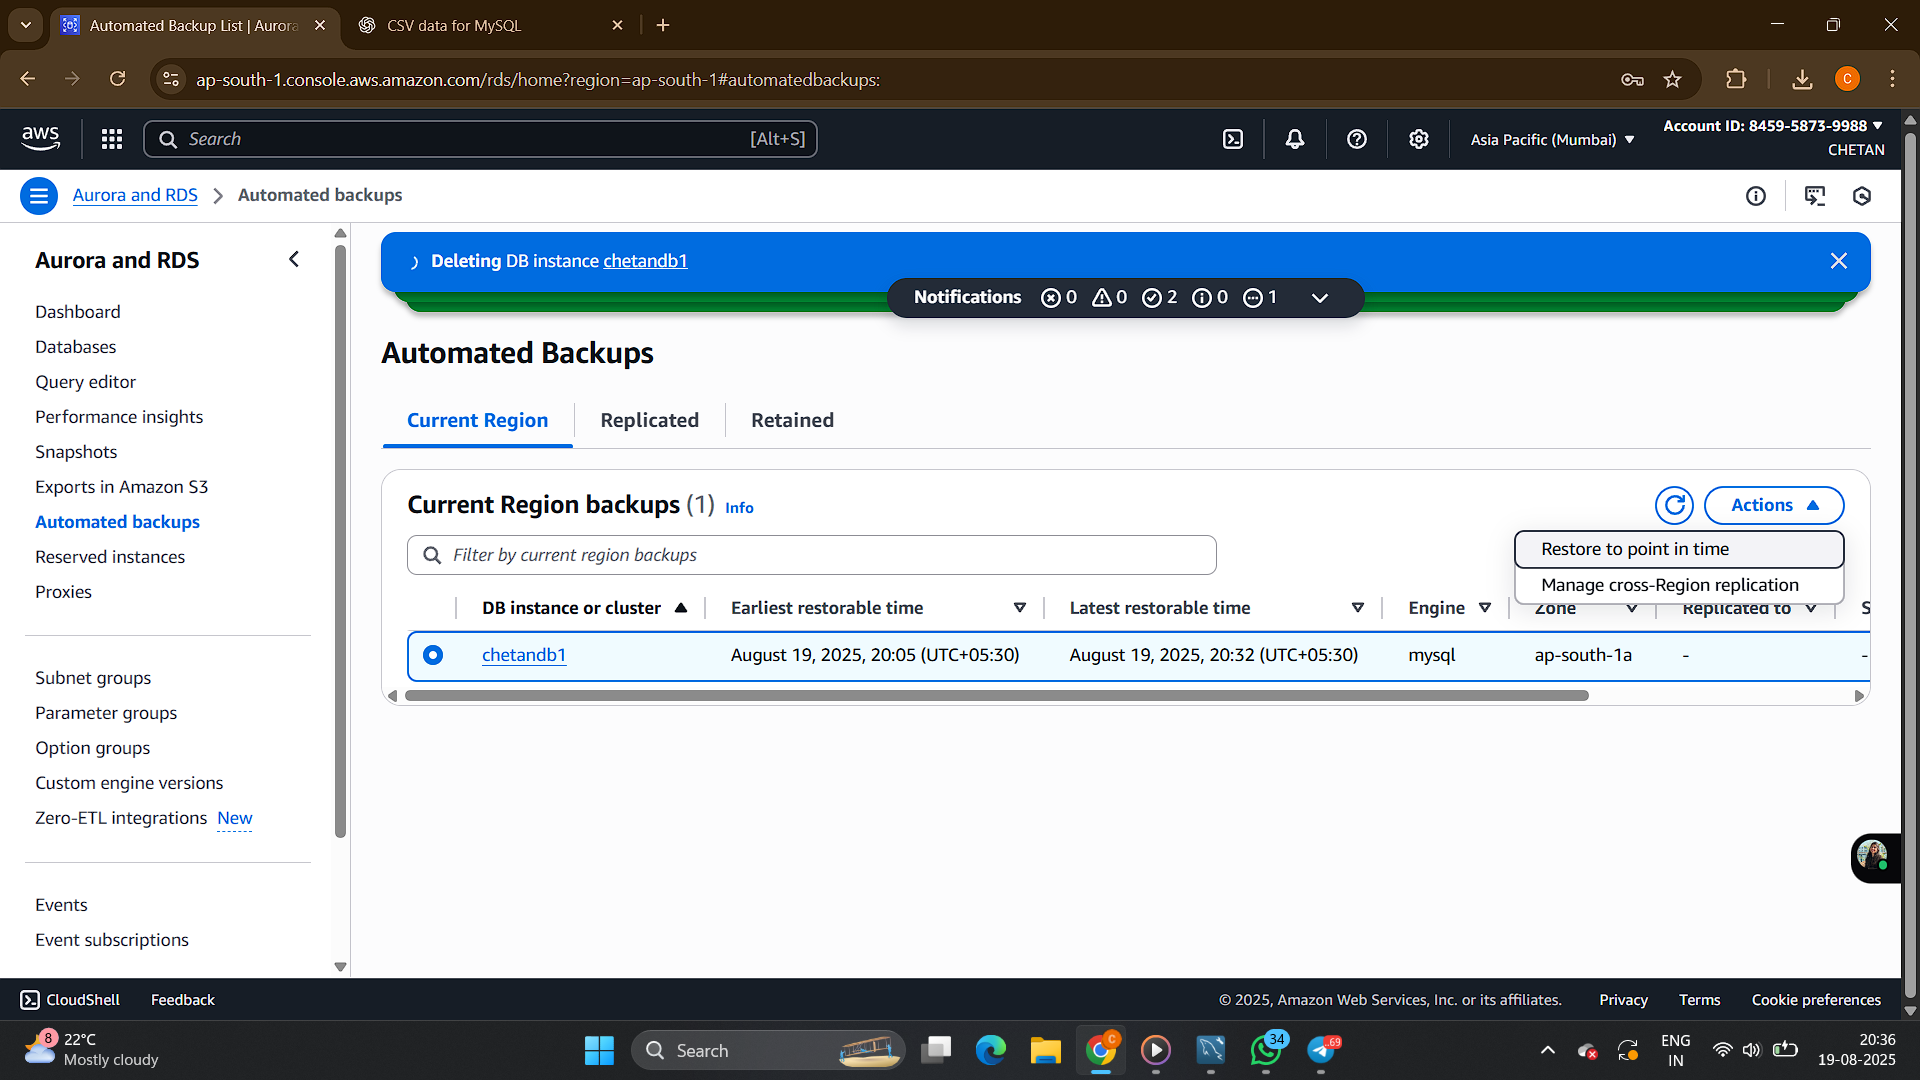 Automated Backup List | Aurora
CSV data for MySQL
ap-south-1.console.aws.amazon.com/rds/home?region=ap-south-1#automatedbackups:
C
aws
Search
[Alt+S]
Asia Pacific (Mumbai)
Account ID: 8459-5873-9988
CHETAN
Aurora and RDS
Automated backups
Aurora and RDS
Dashboard
Databases
Query editor
Performance insights
Snapshots
Exports in Amazon S3
Automated backups
Reserved instances
Proxies
Subnet groups
Parameter groups
Option groups
Custom engine versions
Zero-ETL integrations New
Events
Event subscriptions
Deleting DB instance chetandb1
Notifications 0 0 2 0 1
Automated Backups
Current Region
Replicated
Retained
Current Region backups (1) Info
Actions
Restore to point in time
Manage cross-Region replication
Filter by current region backups
DB instance or cluster
Earliest restorable time
Latest restorable time
Engine
Zone
Replicated to
S
chetandb1
August 19, 2025, 20:05 (UTC+05:30)
August 19, 2025, 20:32 (UTC+05:30)
mysql
ap-south-1a
-
-
CloudShell
Feedback
© 2025, Amazon Web Services, Inc. or its affiliates.
Privacy
Terms
Cookie preferences
8
22°C
Mostly cloudy
Search
C
34
69
ENG
IN
20:36
19-08-2025